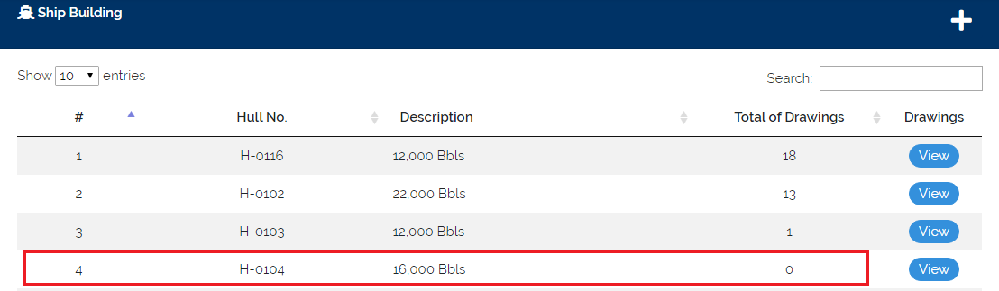 Ship Building
Show 10 entries
Search:
# Hull No. Description Total of Drawings Drawings
1 H-0116 12,000 Bbls 18 View
2 H-0102 22,000 Bbls 13 View
3 H-0103 12,000 Bbls 1 View
4 H-0104 16,000 Bbls 0 View